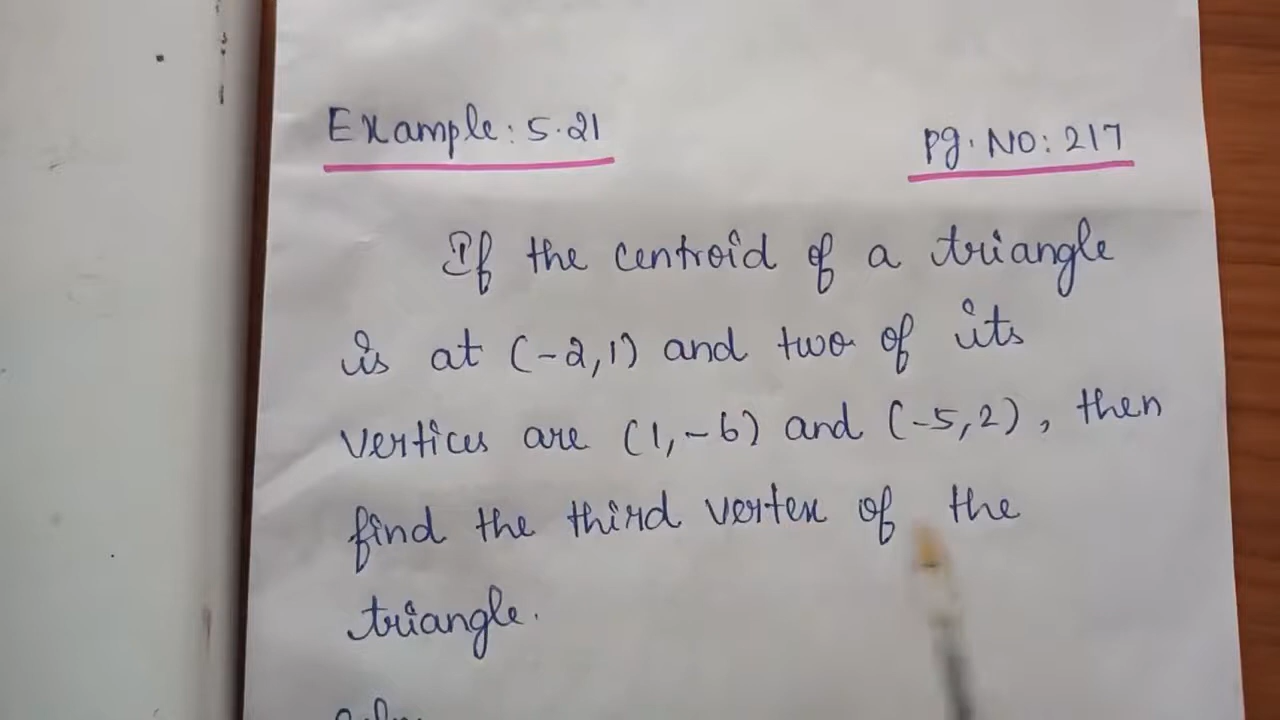 Example: 5.21
Pg. NO: 217
If the centroid of a triangle
is at (-2,1) and two of its
vertices are (1,-6) and (-5,2), then
find the third vertex of the
triangle.